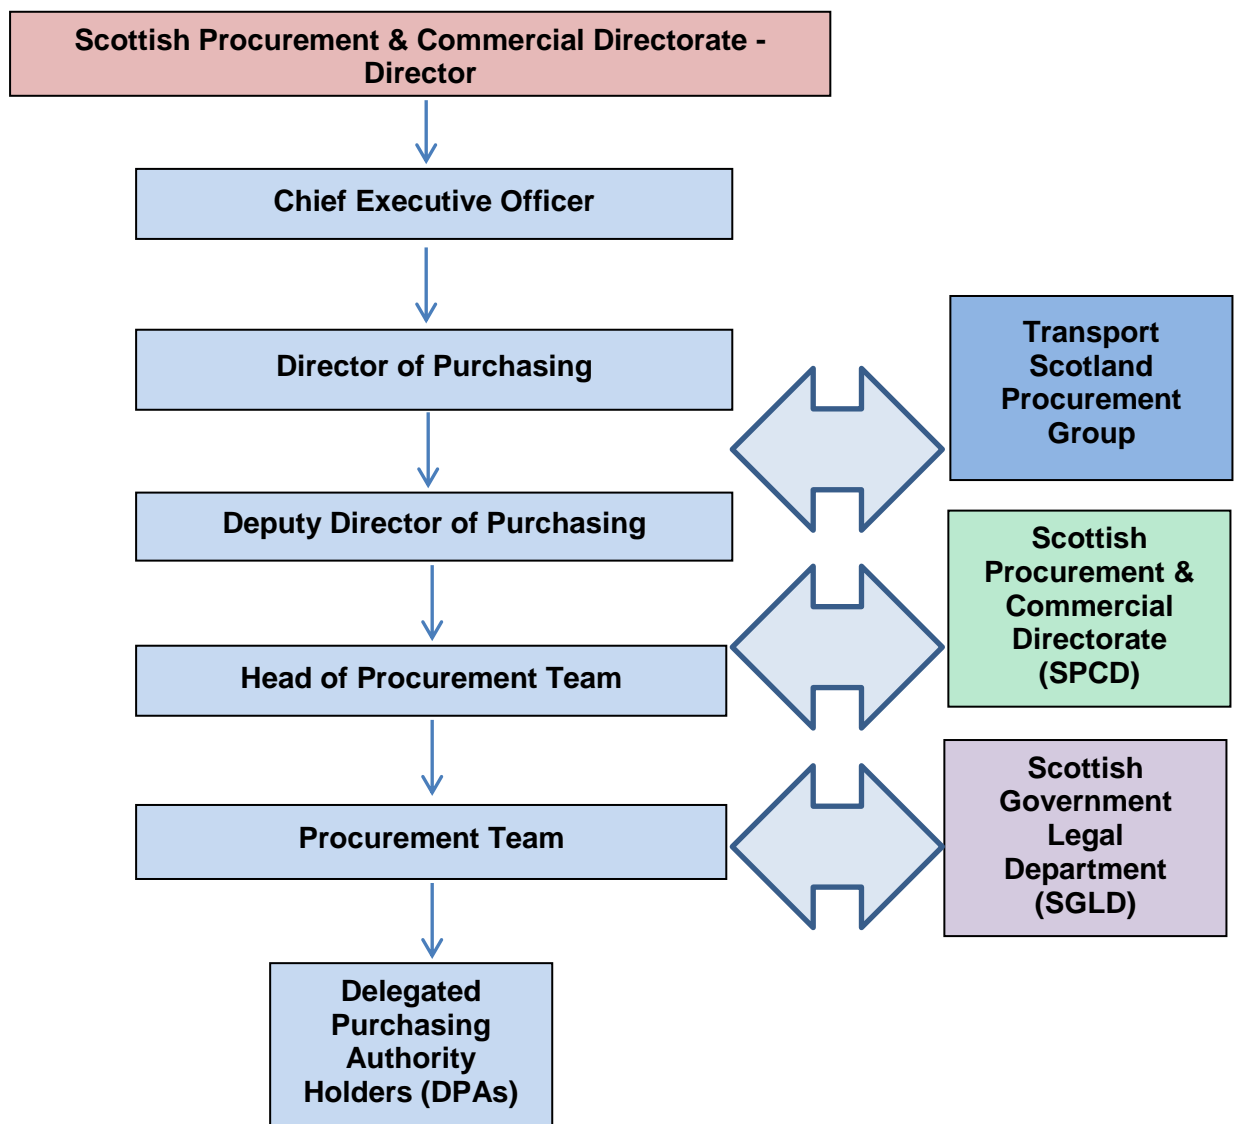 Scottish Procurement & Commercial Directorate -
Director
Chief Executive Officer
Director of Purchasing
Transport
Scotland
Procurement
Group
Deputy Director of Purchasing
Scottish
Procurement &
Commercial
Directorate
(SPCD)
Head of Procurement Team
Scottish
Government
Legal
Department
(SGLD)
Procurement Team
Delegated
Purchasing
Authority
Holders (DPAs)